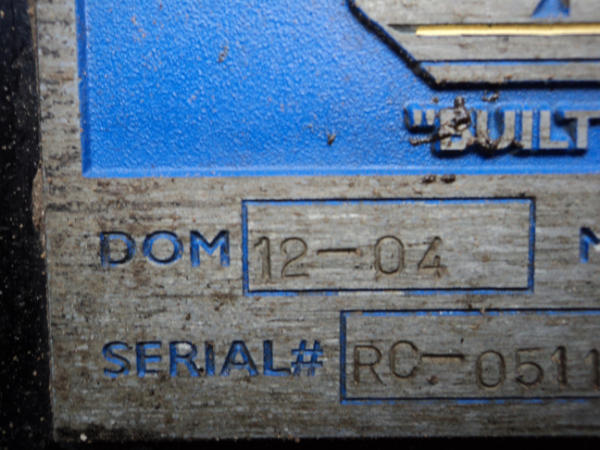 "BUILT
DOM 12-04 M
SERIAL# RC-0511